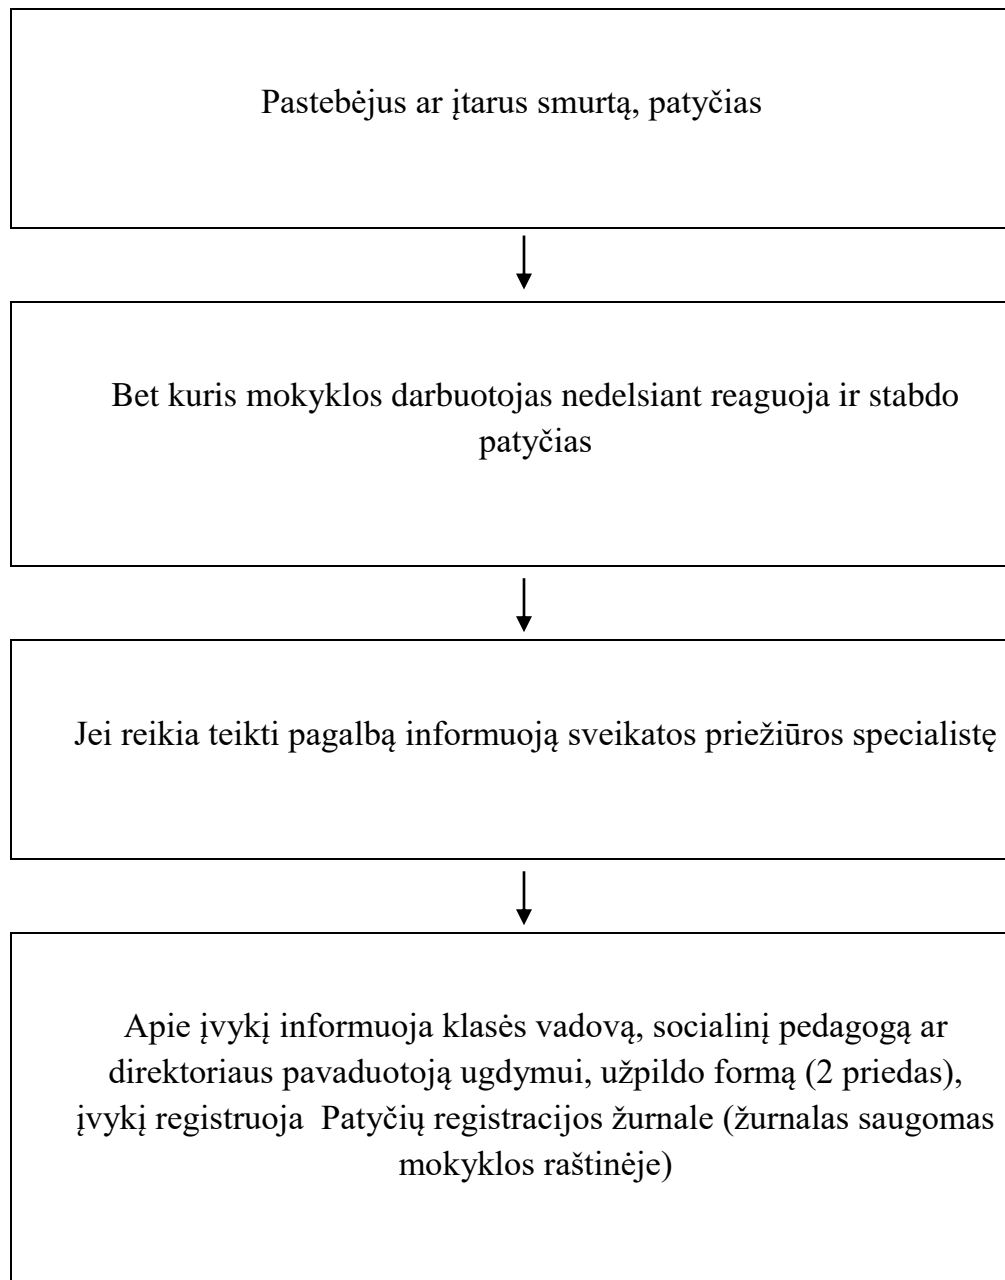 Pastebėjus ar įtarus smurtą, patyčias
Bet kuris mokyklos darbuotojas nedelsiant reaguoja ir stabdo
patyčias
Jei reikia teikti pagalbą informuoją sveikatos priežiūros specialistę
Apie įvykį informuoja klasės vadovą, socialinį pedagogą ar
direktoriaus pavaduotoją ugdymui, užpildo formą (2 priedas),
įvykį registruoja  Patyčių registracijos žurnale (žurnalas saugomas
mokyklos raštinėje)